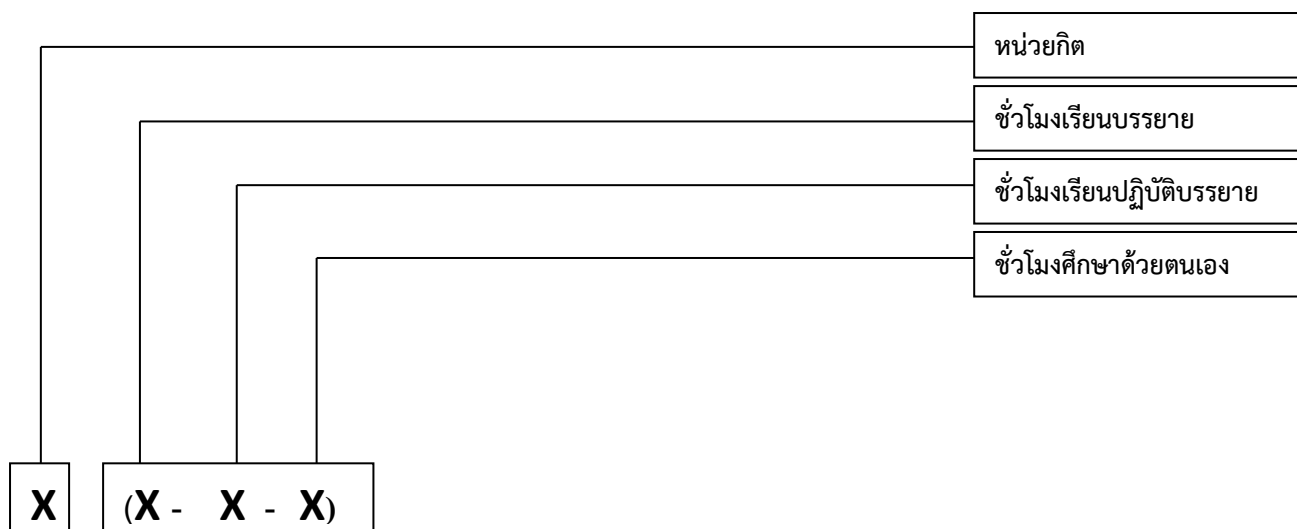 หน่วยกิต
ชั่วโมงเรียนบรรยาย
ชั่วโมงเรียนปฏิบัติบรรยาย
ชั่วโมงศึกษาด้วยตนเอง
X (X - X - X)